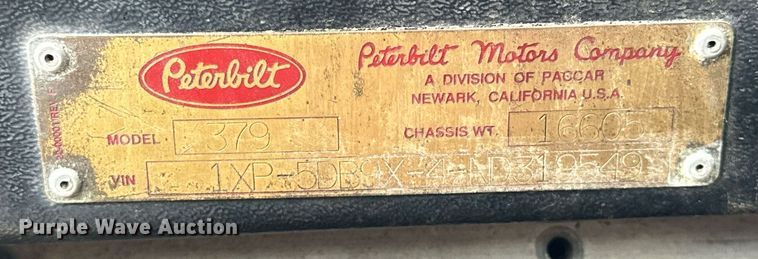 Peterbilt
Peterbilt Motors Company
A DIVISION OF PACCAR
NEWARK, CALIFORNIA U.S.A.
MODEL 379
CHASSIS WT. 16605
VIN 1XP-5DB9X-4-ND319549
Purple Wave Auction